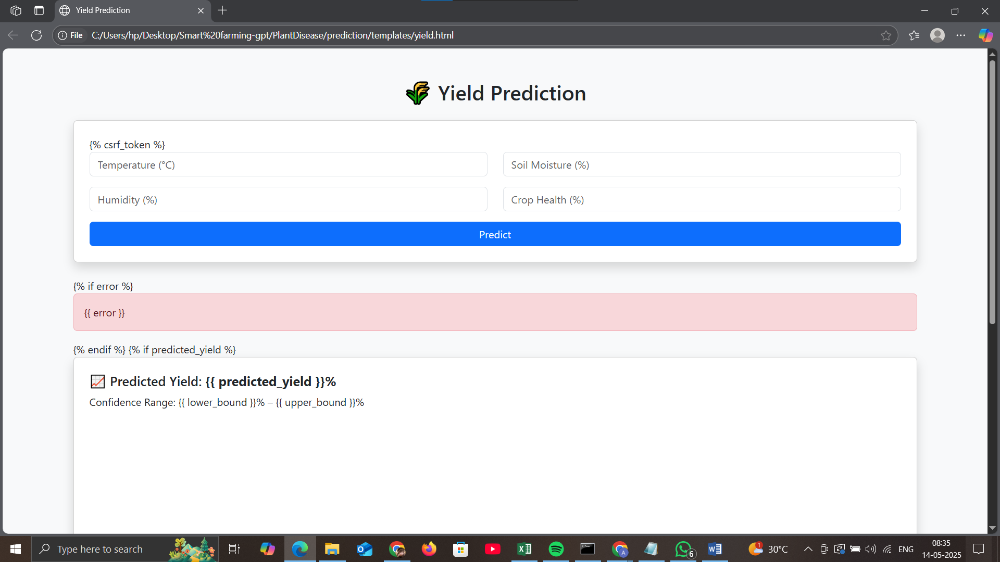 Yield Prediction
File C:/Users/hp/Desktop/Smart%20farming-gpt/PlantDisease/prediction/templates/yield.html
Yield Prediction
{% csrf_token %}
Temperature (°C) Soil Moisture (%)
Humidity (%) Crop Health (%)
Predict
{% if error %}
{{ error }}
{% endif %} {% if predicted_yield %}
Predicted Yield: {{ predicted_yield }}%
Confidence Range: {{ lower_bound }}% – {{ upper_bound }}%
Type here to search
6
1
30°C
ENG
08:35
14-05-2025